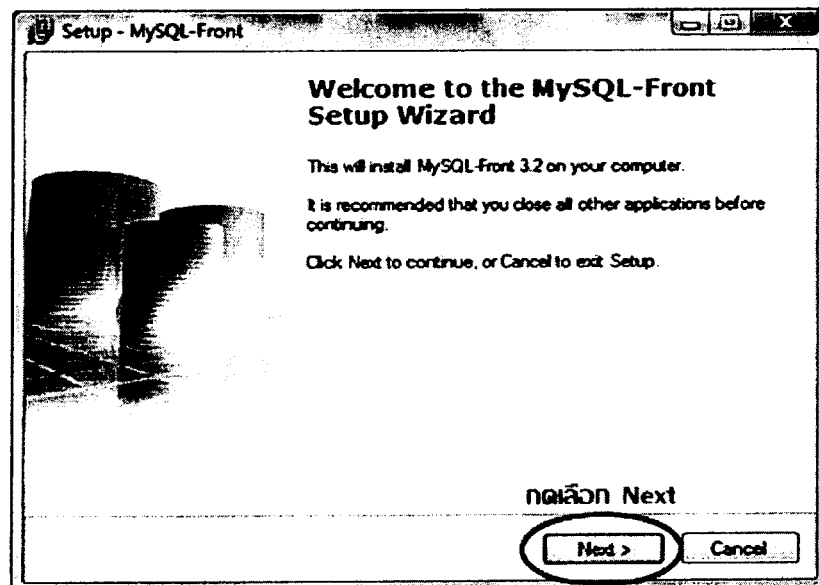 Setup - MySQL-Front
Welcome to the MySQL-Front
Setup Wizard
This will install MySQL-Front 3.2 on your computer.
It is recommended that you close all other applications before
continuing.
Click Next to continue, or Cancel to exit Setup.
กดเลือก Next
Next >
Cancel